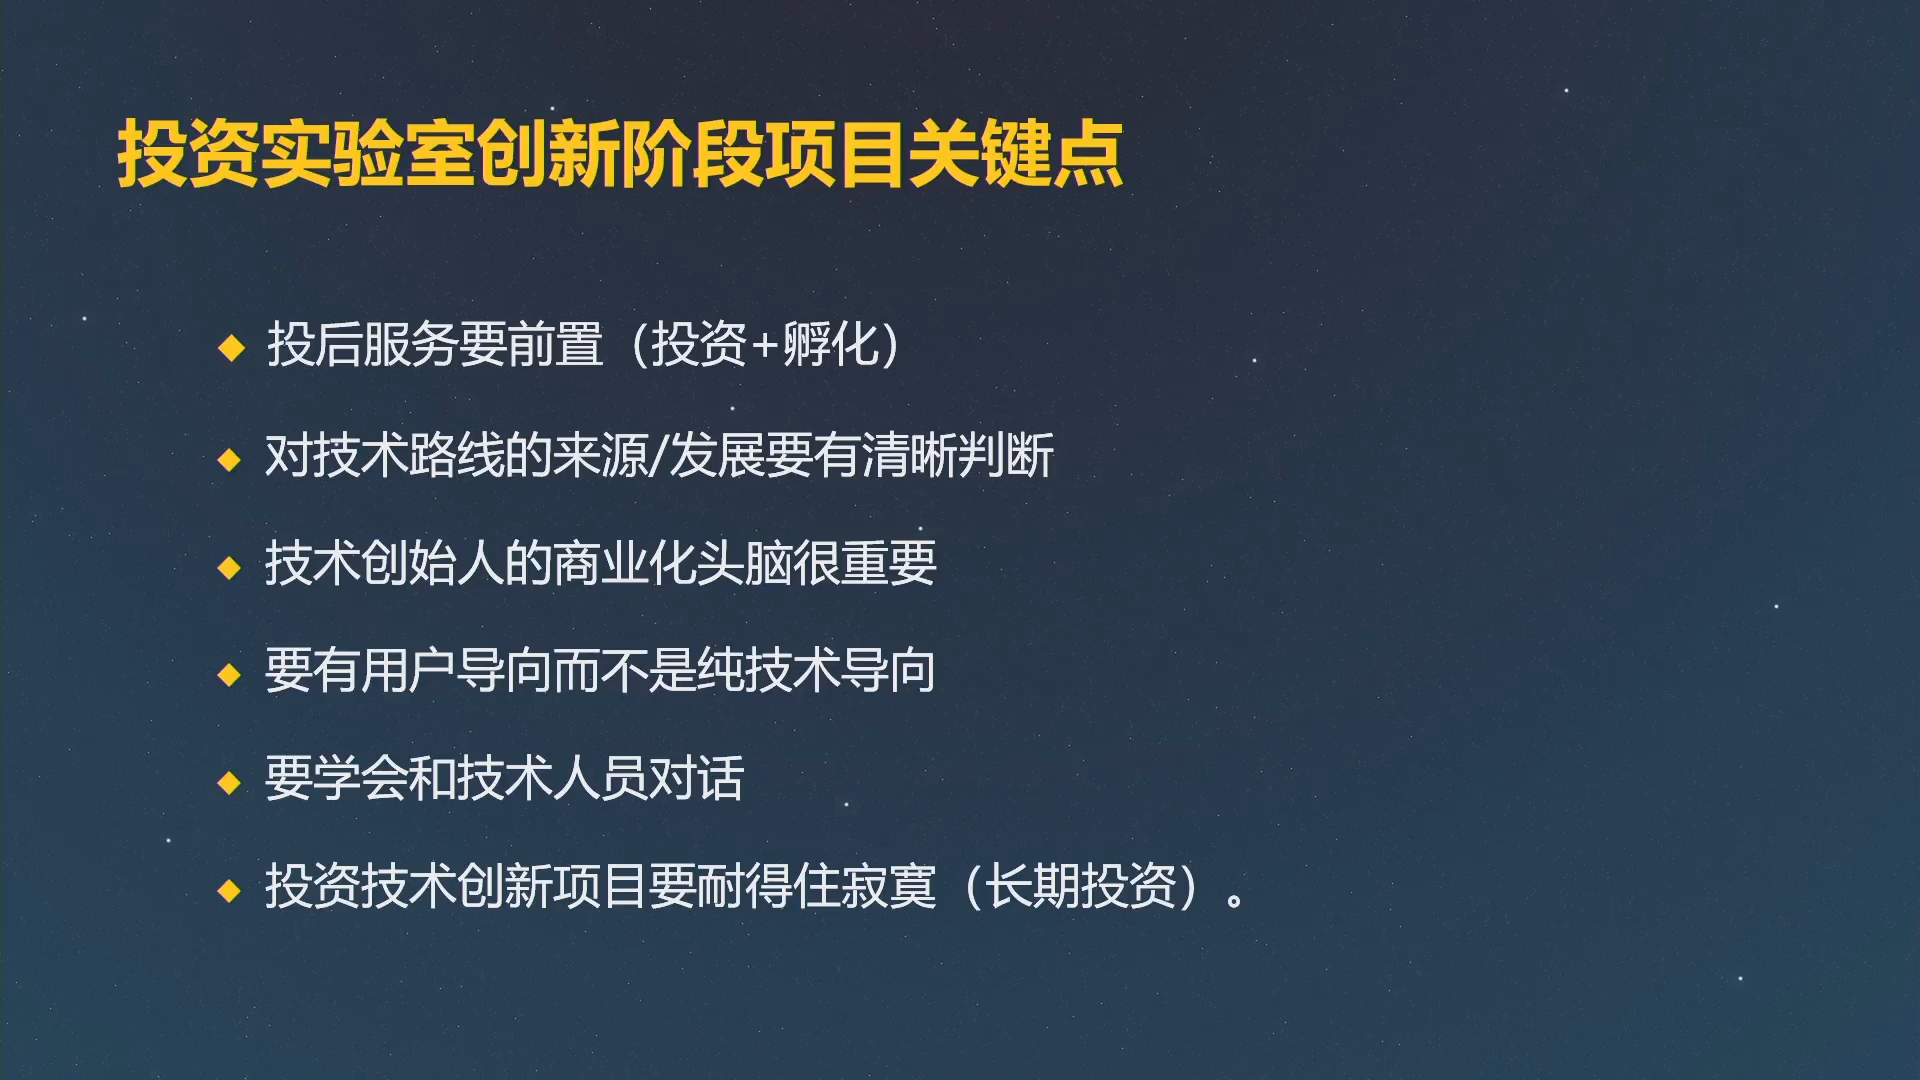 投资实验室创新阶段项目关键点
◆ 投后服务要前置（投资+孵化）
◆ 对技术路线的来源/发展要有清晰判断
◆ 技术创始人的商业化头脑很重要
◆ 要有用户导向而不是纯技术导向
◆ 要学会和技术人员对话
◆ 投资技术创新项目要耐得住寂寞（长期投资）。